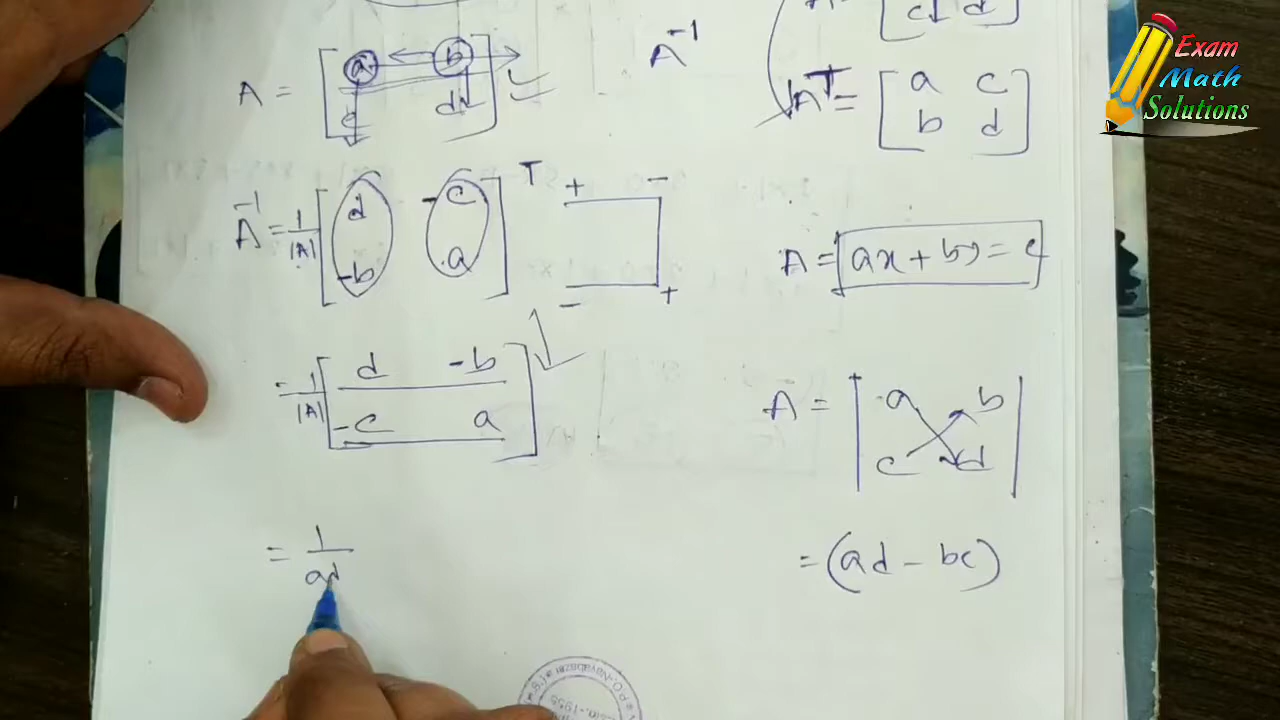 c d
A = [a b
c d]
A⁻¹
Aᵀ = [a c
b d]
Exam
Math
Solutions
A⁻¹ = 1/|A| [d -c
-b a]ᵀ
+ -
- +
A = ax + by = c
= 1/|A| [d -b
-c a]
A = |a b
c d|
= 1/ad
= (ad - bc)